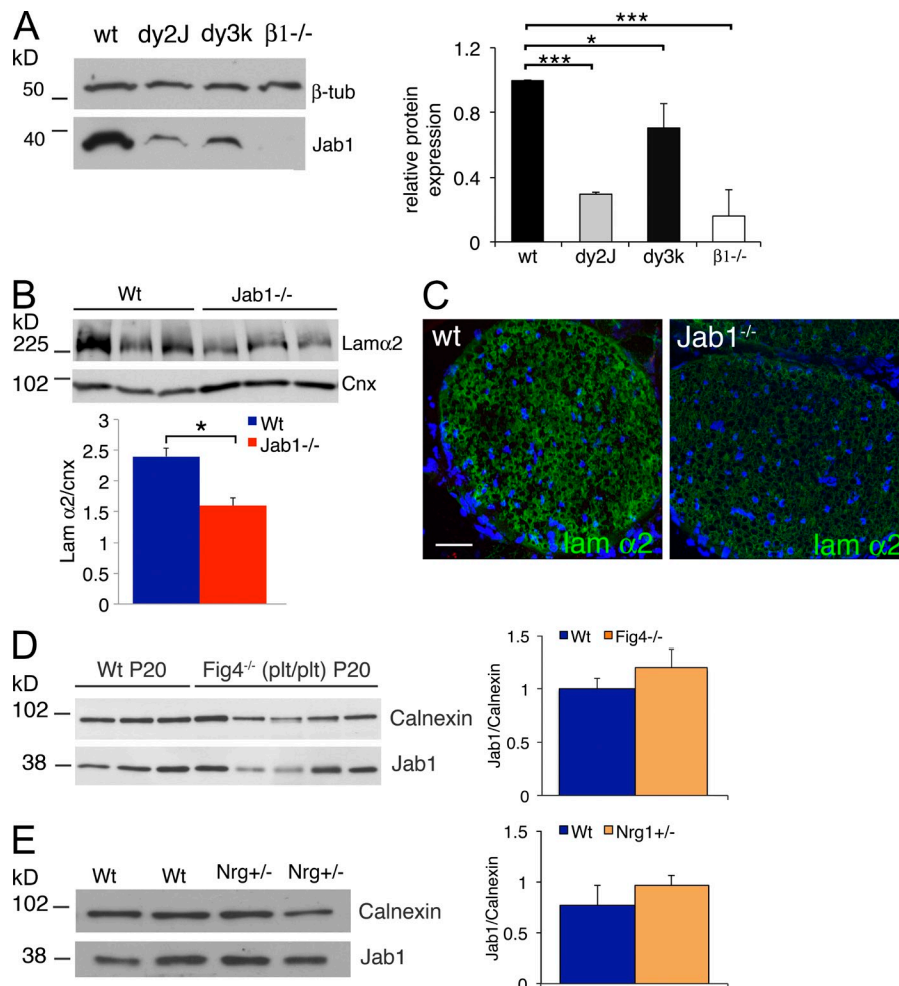 A
wt dy2J dy3k β1-/-
kD
50
β-tub
40
Jab1
***
*
***
1.2
0.8
0.4
0
relative protein
expression
wt dy2J dy3k β1-/-
B
Wt Jab1-/-
kD
225
Lamα2
102
Cnx
3
2.5
2
1.5
1
0.5
0
Lam α2/cnx
*
Wt
Jab1-/-
C
wt
lam α2
Jab1-/-
lam α2
D
Wt P20 Fig4-/- (plt/plt) P20
kD
102
Calnexin
38
Jab1
Wt Fig4-/-
1.5
1
0.5
0
Jab1/Calnexin
E
Wt Wt Nrg+/- Nrg+/-
kD
102
Calnexin
38
Jab1
Wt Nrg1+/-
1.5
1
0.5
0
Jab1/Calnexin